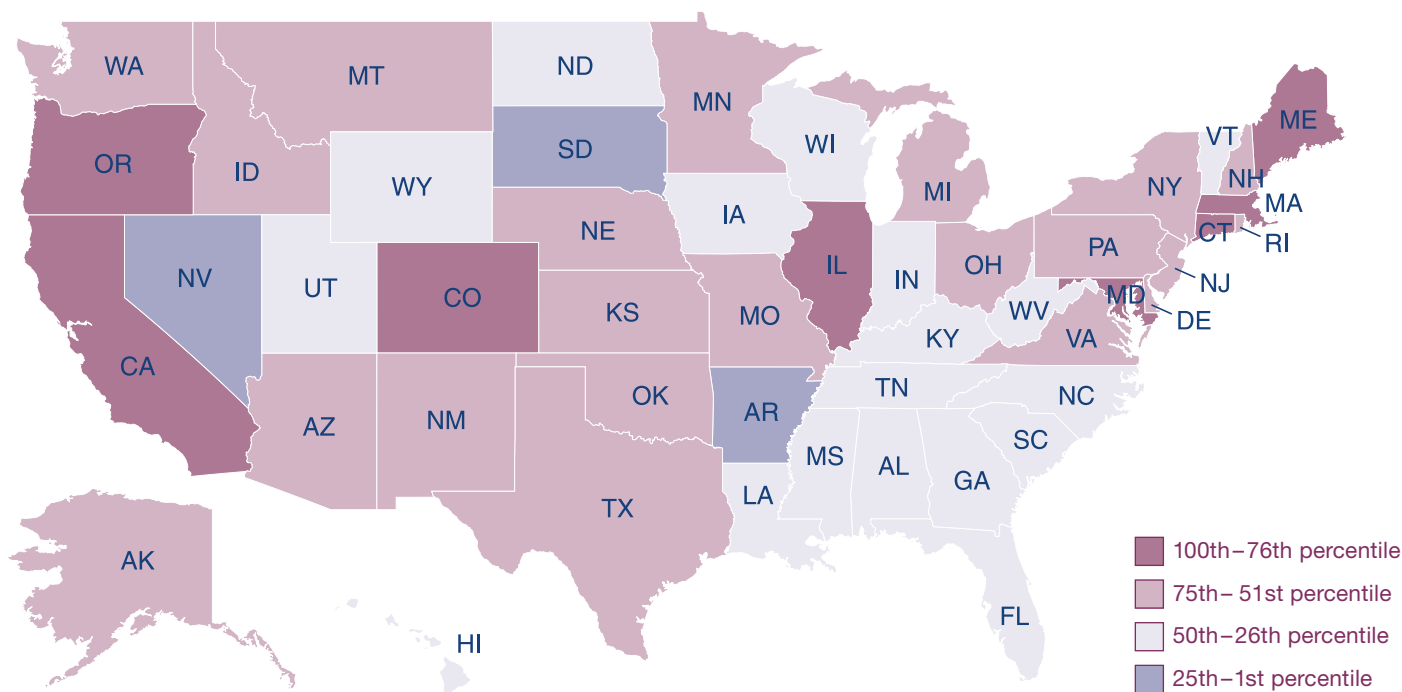 WA
MT
ND
MN
ME
VT
SD
WI
OR
ID
WY
NH
NY
MI
MA
IA
NE
CT
RI
PA
NV
UT
CO
IL
IN
OH
NJ
MD
WV
DE
KS
MO
KY
VA
CA
TN
OK
NC
AZ
NM
AR
SC
MS
AL
GA
LA
TX
AK
FL
HI
100th–76th percentile
75th–51st percentile
50th–26th percentile
25th–1st percentile